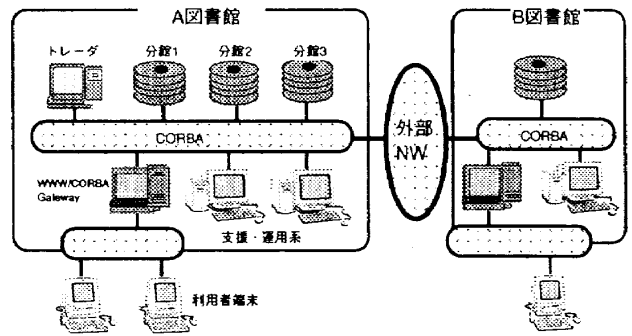 A図書館
B図書館
トレーダ
分館1
分館2
分館3
CORBA
外部
NW
CORBA
WWW/CORBA
Gateway
支援・運用系
利用者端末